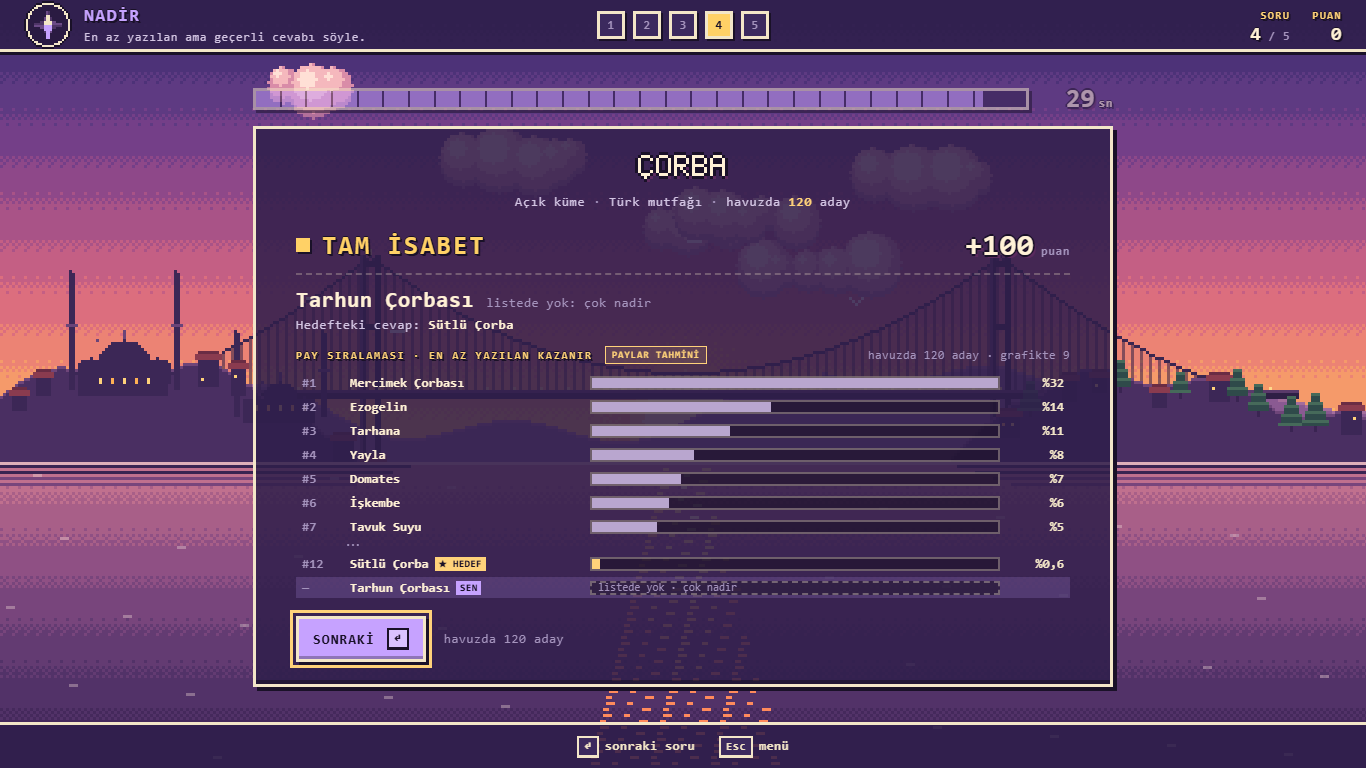 NADİR
En az yazılan ama geçerli cevabı söyle.
1 2 3 4 5
SORU PUAN
4 / 5 0
29 sn
ÇORBA
Açık küme · Türk mutfağı · havuzda 120 aday
TAM İSABET +100 puan
Tarhun Çorbası listede yok: çok nadir
Hedefteki cevap: Sütlü Çorba
PAY SIRALAMASI · EN AZ YAZILAN KAZANIR PAYLAR TAHMİNİ havuzda 120 aday · grafikte 9
#1 Mercimek Çorbası %32
#2 Ezogelin %14
#3 Tarhana %11
#4 Yayla %8
#5 Domates %7
#6 İşkembe %6
#7 Tavuk Suyu %5
...
#12 Sütlü Çorba ★ HEDEF %0,6
— Tarhun Çorbası SEN listede yok · çok nadir
SONRAKİ ↵ havuzda 120 aday
↵ sonraki soru Esc menü